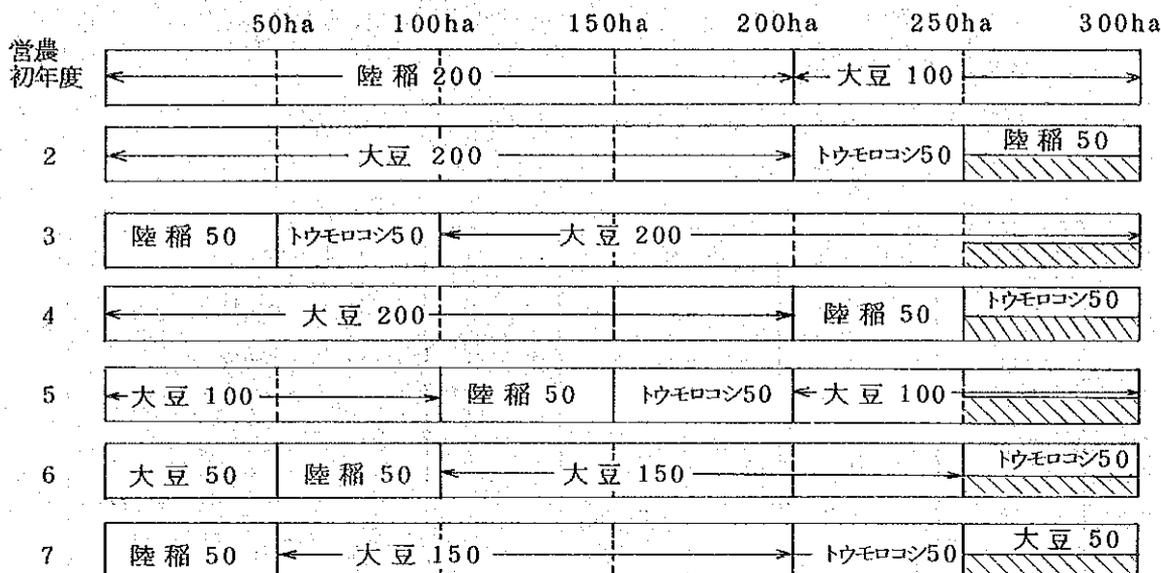 50ha 100ha 150ha 200ha 250ha 300ha
営農
初年度 陸稲 200 大豆 100
2 大豆 200 トウモロコシ50 陸稲 50
3 陸稲 50 トウモロコシ50 大豆 200
4 大豆 200 陸稲 50 トウモロコシ50
5 大豆 100 陸稲 50 トウモロコシ50 大豆 100
6 大豆 50 陸稲 50 大豆 150 トウモロコシ50
7 陸稲 50 大豆 150 トウモロコシ50 大豆 50